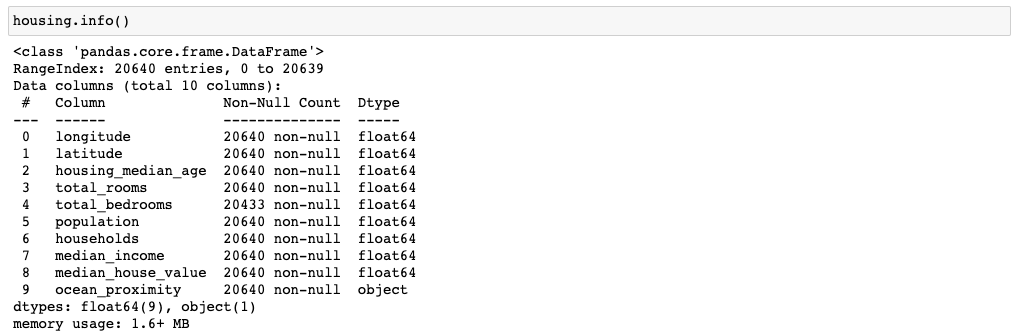 housing.info()
<class 'pandas.core.frame.DataFrame'>
RangeIndex: 20640 entries, 0 to 20639
Data columns (total 10 columns):
 #   Column              Non-Null Count  Dtype
---  ------              --------------  -----
 0   longitude           20640 non-null  float64
 1   latitude            20640 non-null  float64
 2   housing_median_age  20640 non-null  float64
 3   total_rooms         20640 non-null  float64
 4   total_bedrooms      20433 non-null  float64
 5   population          20640 non-null  float64
 6   households          20640 non-null  float64
 7   median_income       20640 non-null  float64
 8   median_house_value  20640 non-null  float64
 9   ocean_proximity     20640 non-null  object
dtypes: float64(9), object(1)
memory usage: 1.6+ MB